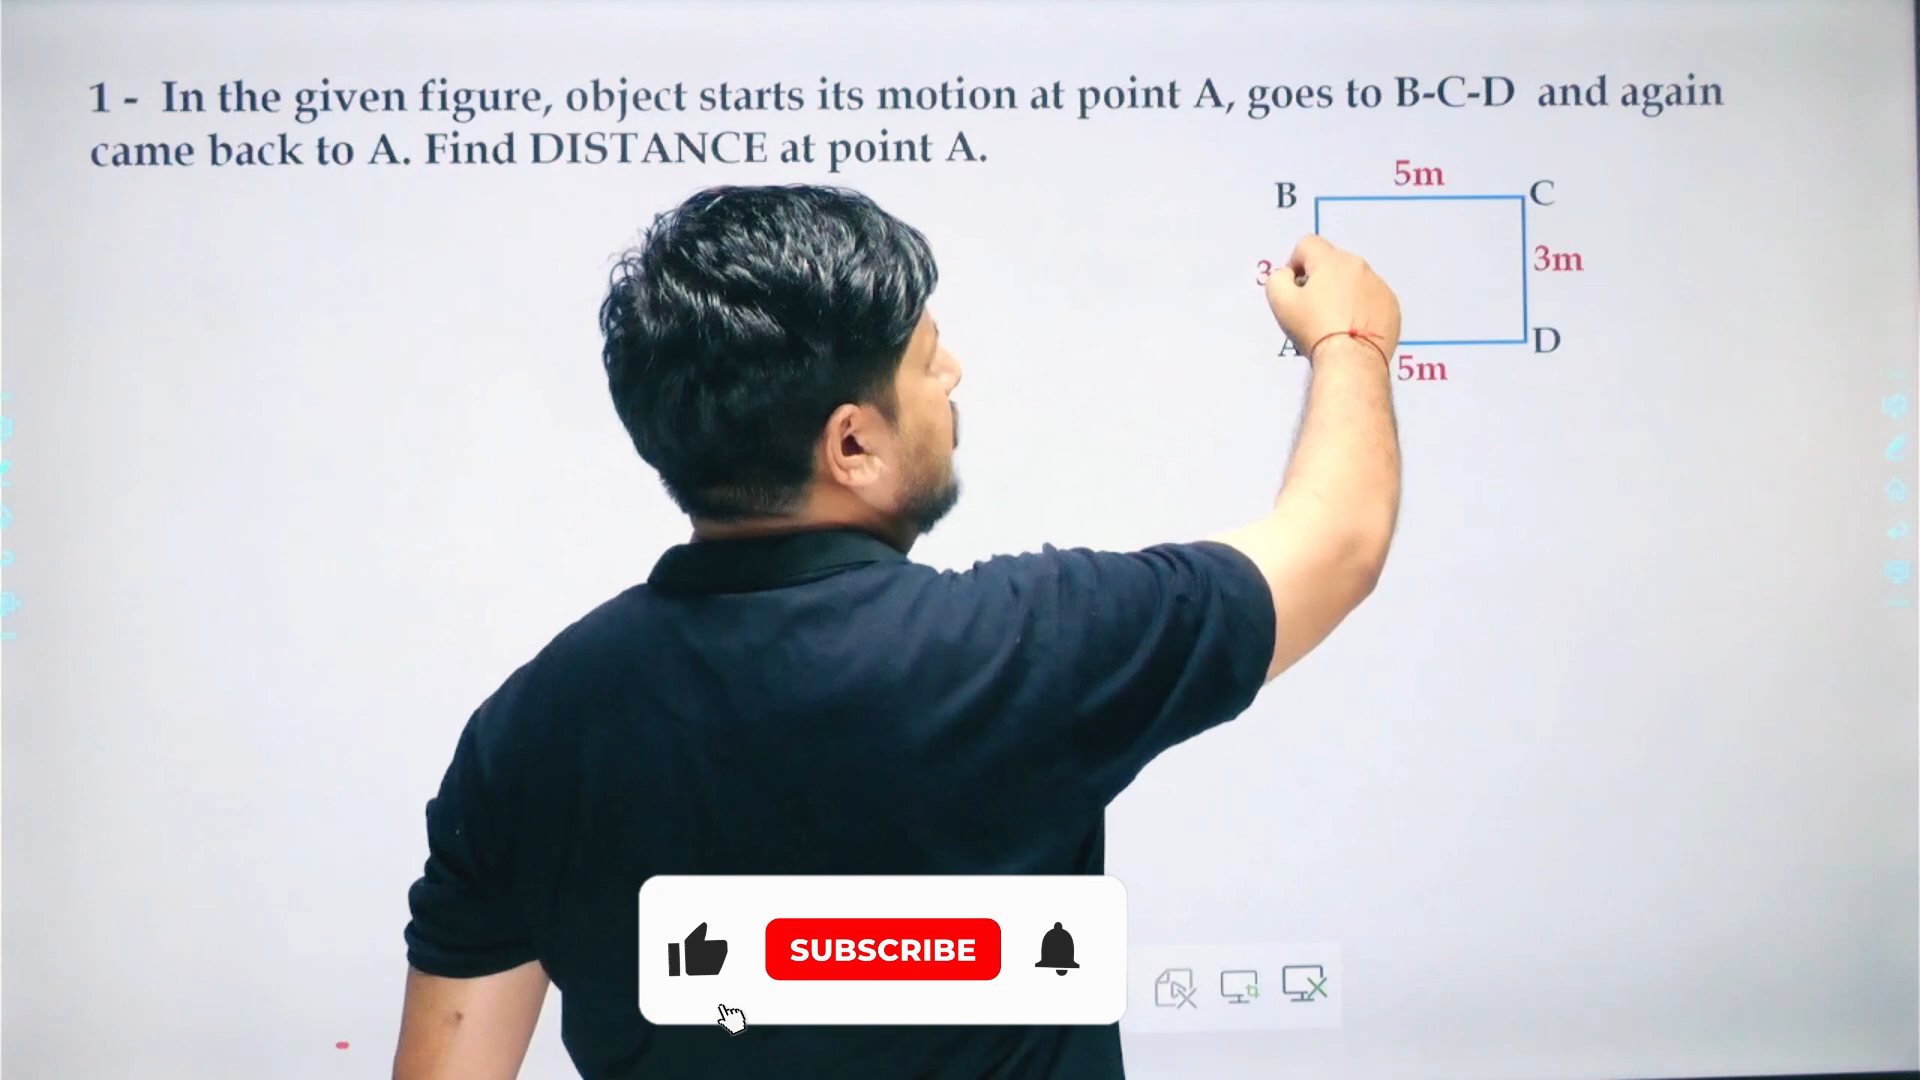 1 - In the given figure, object starts its motion at point A, goes to B-C-D and again
came back to A. Find DISTANCE at point A.
5m
B
C
3m
A
D
5m
SUBSCRIBE